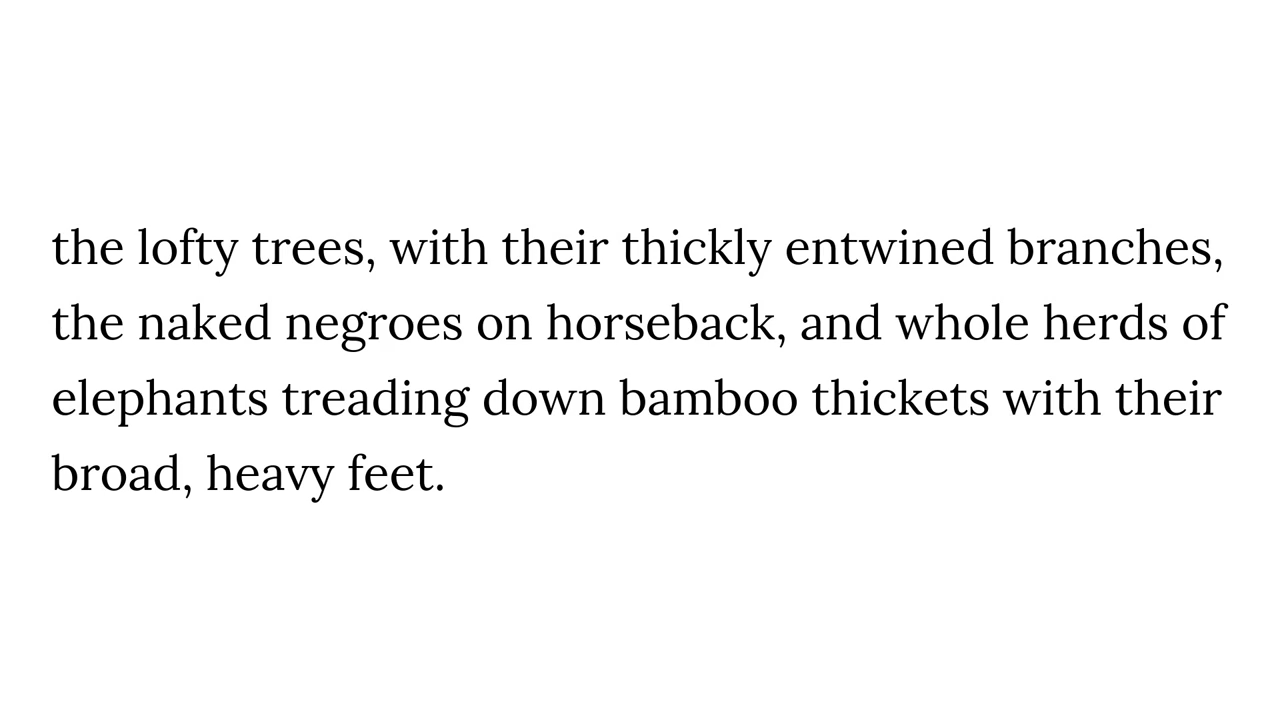 the lofty trees, with their thickly entwined branches,
the naked negroes on horseback, and whole herds of
elephants treading down bamboo thickets with their
broad, heavy feet.